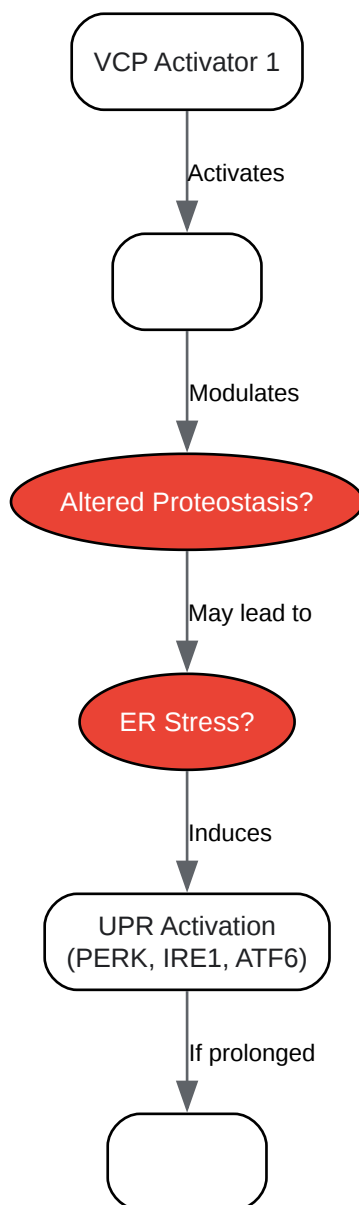 VCP Activator 1
Activates
Modulates
Altered Proteostasis?
May lead to
ER Stress?
Induces
UPR Activation
(PERK, IRE1, ATF6)
If prolonged